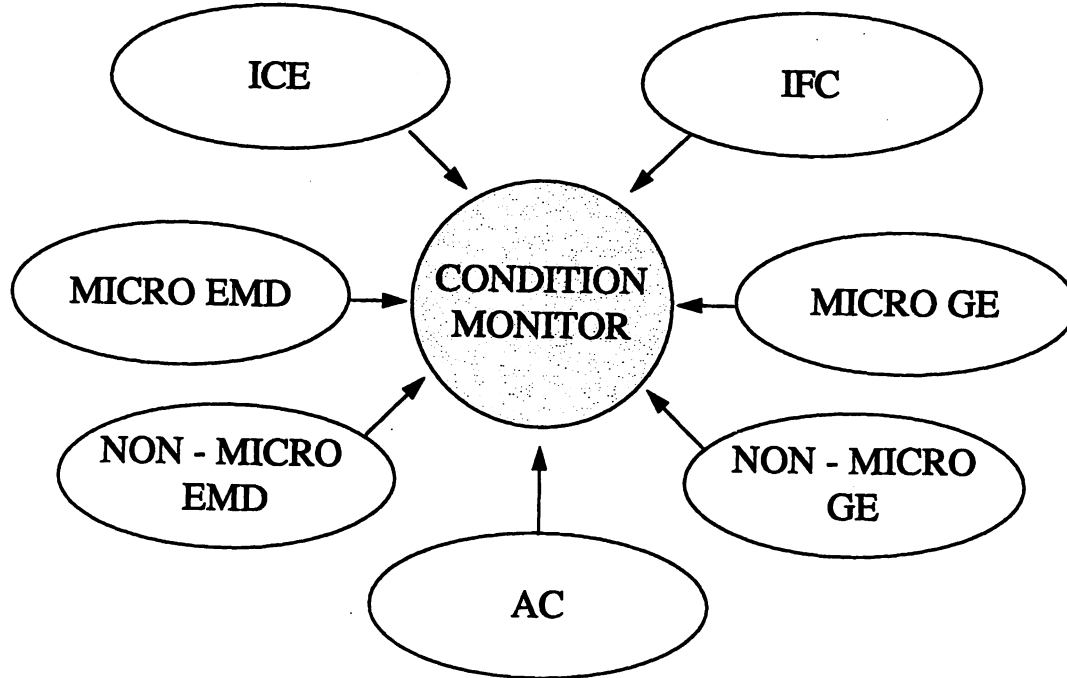 ICE
IFC
CONDITION
MONITOR
MICRO EMD
MICRO GE
NON - MICRO
EMD
NON - MICRO
GE
AC